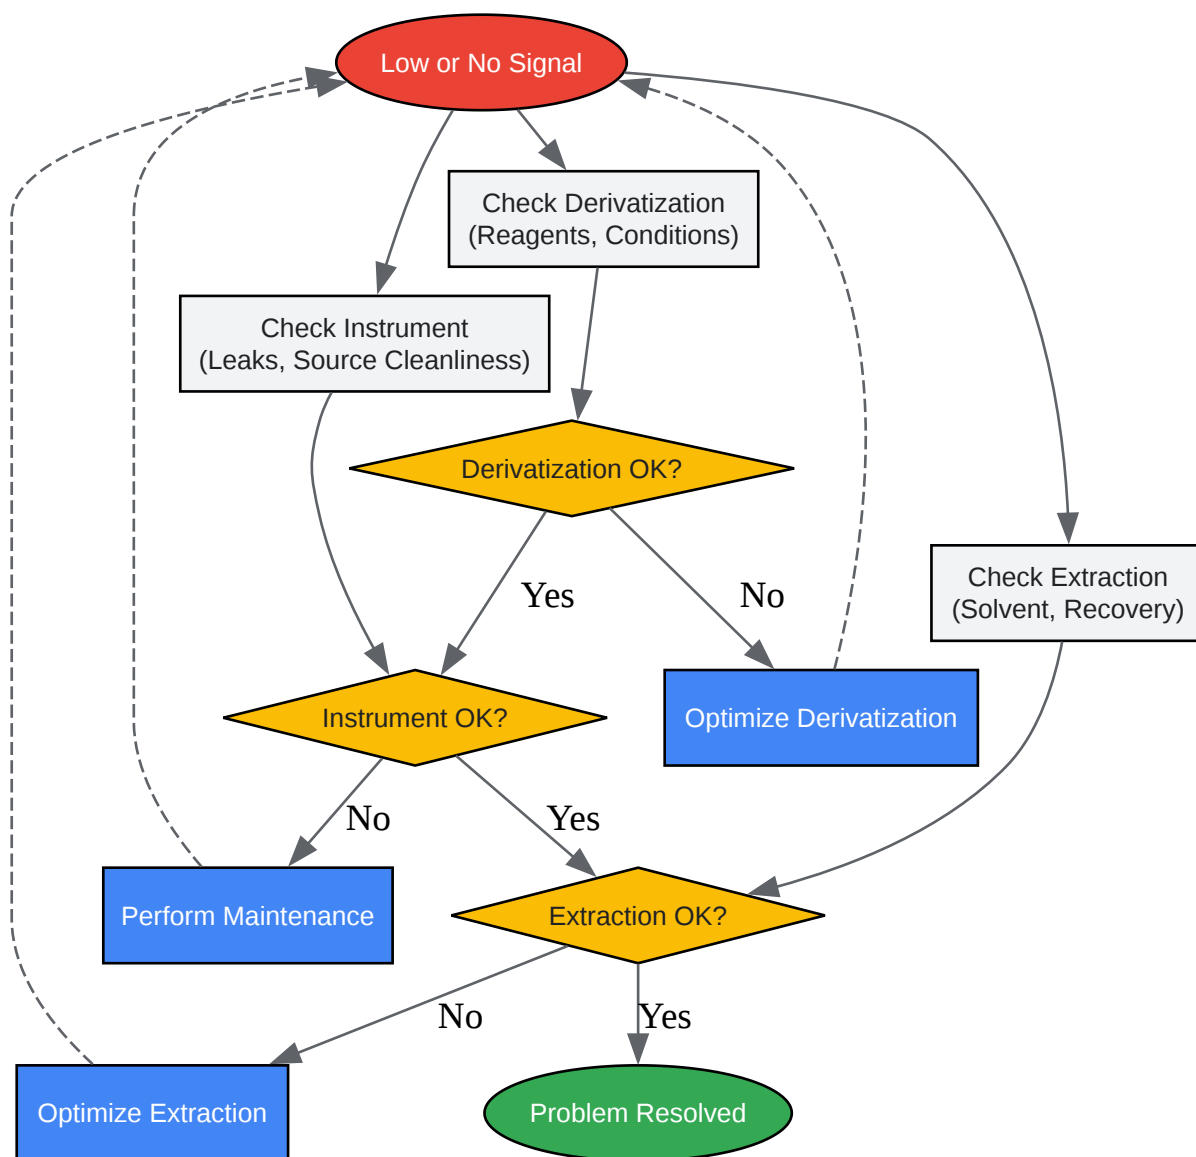 Low or No Signal
Check Derivatization
(Reagents, Conditions)
Check Instrument
(Leaks, Source Cleanliness)
Derivatization OK?
Check Extraction
(Solvent, Recovery)
Yes
No
Instrument OK?
Optimize Derivatization
No
Yes
Perform Maintenance
Extraction OK?
No
Yes
Optimize Extraction
Problem Resolved